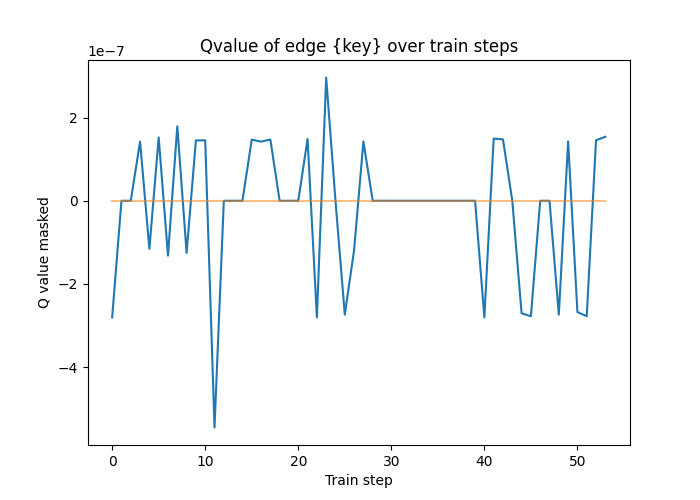 Qvalue of edge {key} over train steps
1e−7
2
0
−2
−4
Q value masked
0
10
20
30
40
50
Train step